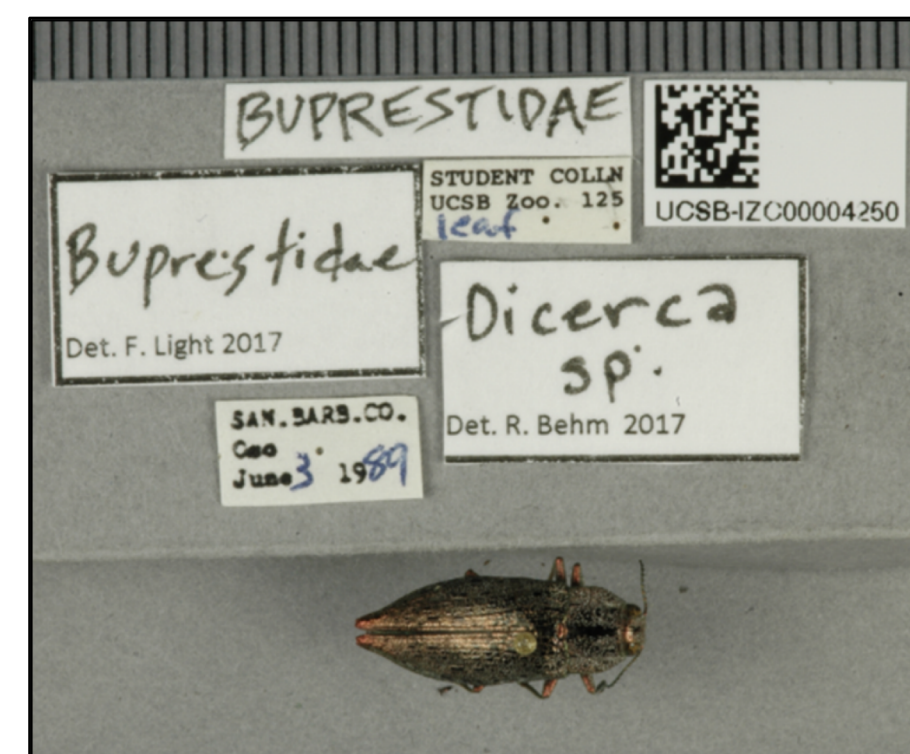 BUPRESTIDAE
STUDENT COLLN
UCSB Zoo. 125
leaf
UCSB-IZC00004250
Buprestidae
Det. F. Light 2017
Dicerca
sp.
Det. R. Behm 2017
SAN.BARB.CO.
June 3 1989